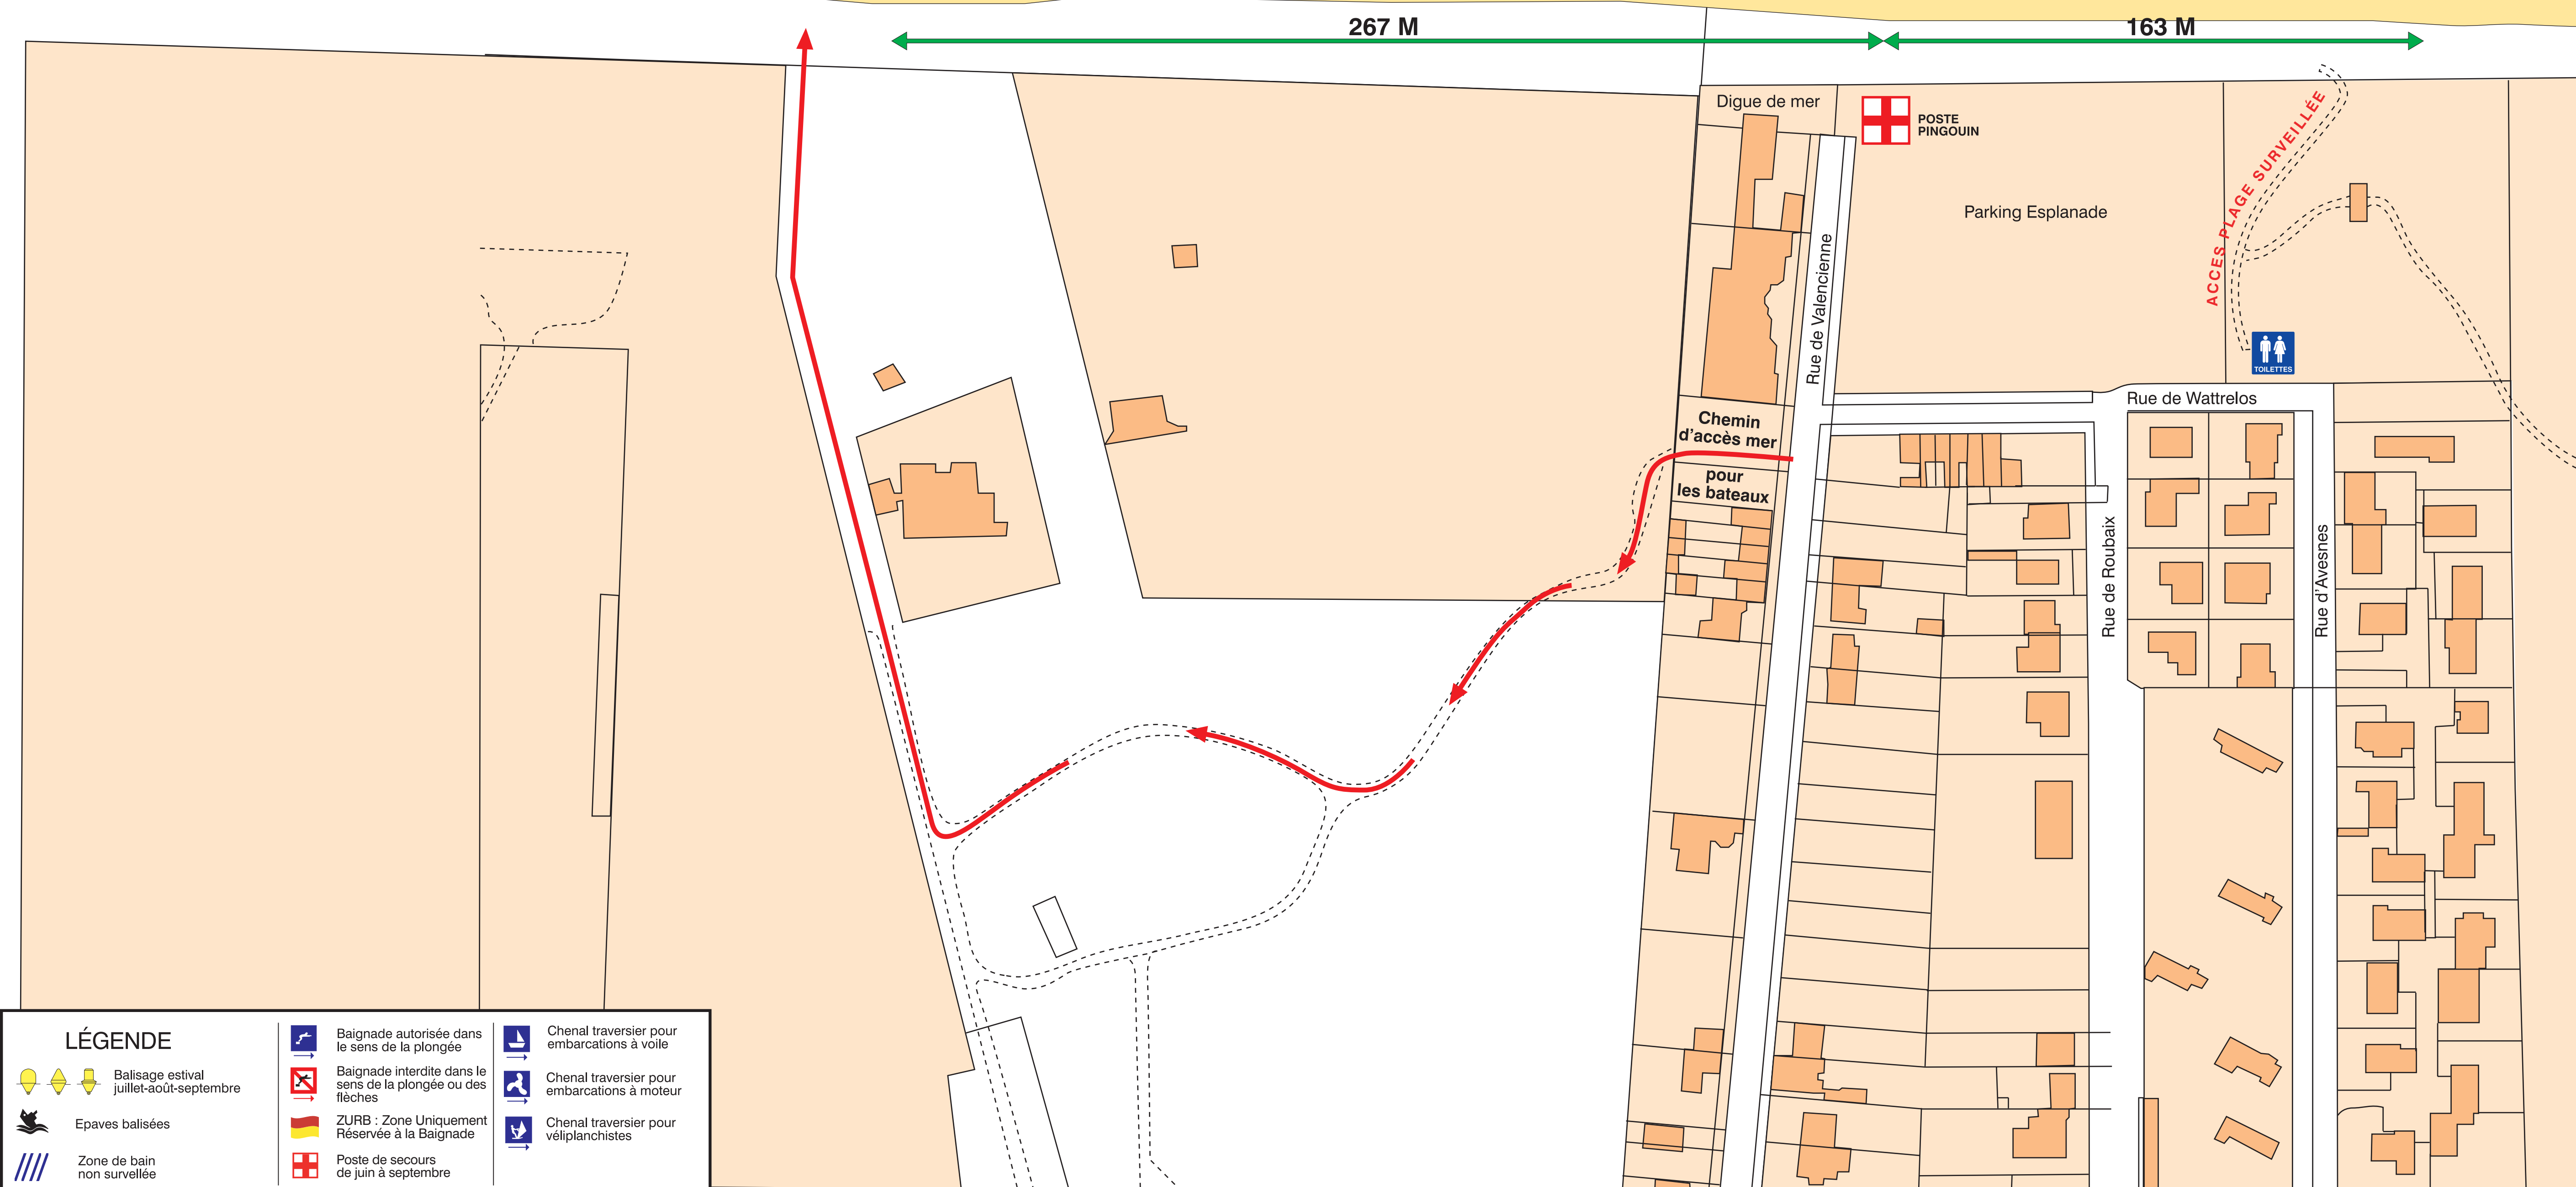 267 M
163 M
Digue de mer
POSTE
PINGOUIN
Parking Esplanade
ACCES PLAGE SURVEILLÉE
TOILETTES
Rue de Valencienne
Rue de Wattrelos
Chemin
d'accès mer
pour
les bateaux
Rue de Roubaix
Rue d'Avesnes
LÉGENDE
Balisage estival
juillet-août-septembre
Epaves balisées
Zone de bain
non survellée
Baignade autorisée dans
le sens de la plongée
Baignade interdite dans le
sens de la plongée ou des
flèches
ZURB : Zone Uniquement
Réservée à la Baignade
Poste de secours
de juin à septembre
Chenal traversier pour
embarcations à voile
Chenal traversier pour
embarcations à moteur
Chenal traversier pour
véliplanchistes